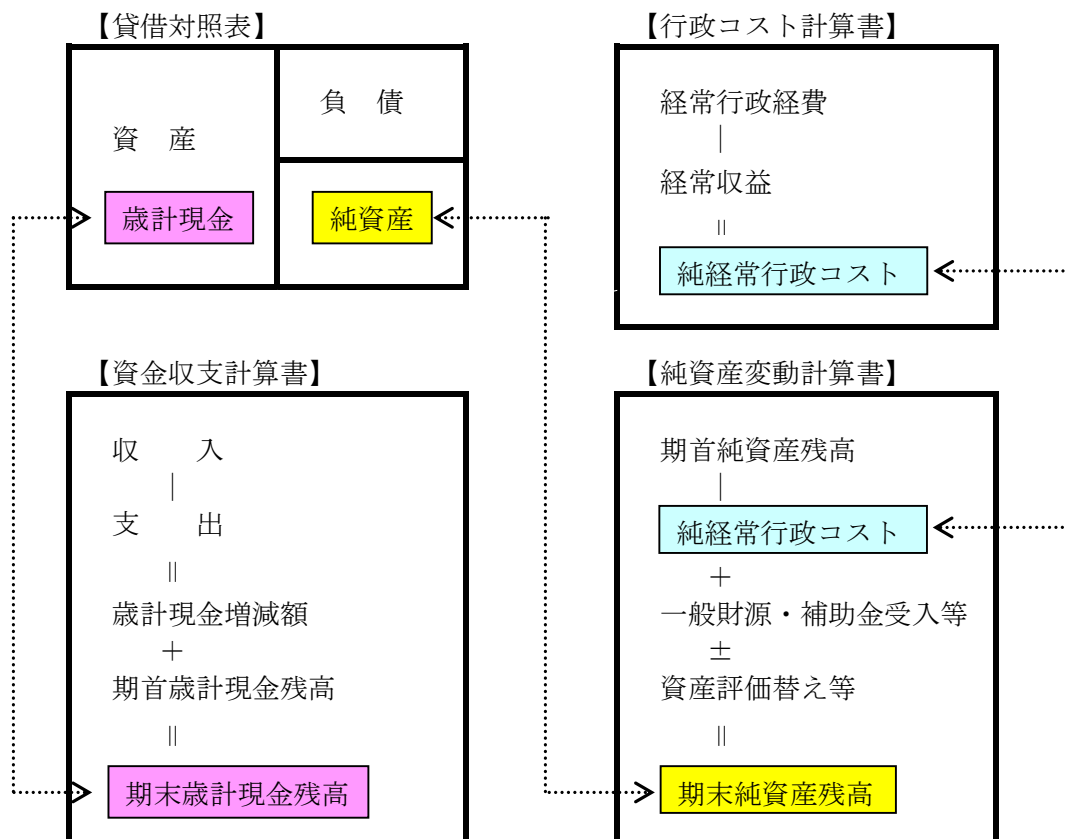 【貸借対照表】
負 債
資 産
歳計現金
純資産
【行政コスト計算書】
経常行政経費
|
経常収益
||
純経常行政コスト
【資金収支計算書】
収 入
|
支 出
||
歳計現金増減額
+
期首歳計現金残高
||
期末歳計現金残高
【純資産変動計算書】
期首純資産残高
|
純経常行政コスト
+
一般財源・補助金受入等
±
資産評価替え等
||
期末純資産残高